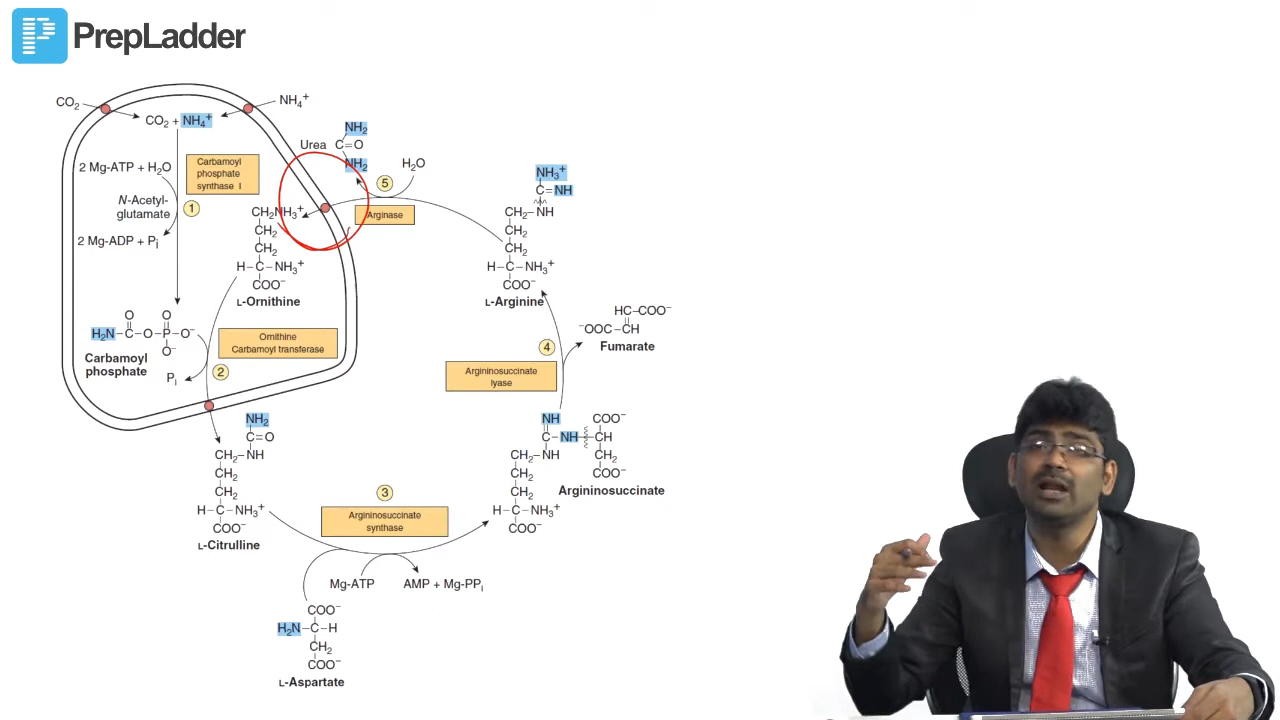 PrepLadder
CO₂
NH₄⁺
CO₂ + NH₄⁺
2 Mg-ATP + H₂O
Carbamoyl
phosphate
synthase I
N-Acetyl-
glutamate
1
2 Mg-ADP + Pᵢ
Urea
NH₂
C=O
NH₂
H₂O
5
Arginase
CH₂NH₃⁺
CH₂
CH₂
H–C–NH₃⁺
COO⁻
L-Ornithine
NH₃⁺
C=NH
CH₂–NH
CH₂
CH₂
H–C–NH₃⁺
COO⁻
L-Arginine
O O
H₂N–C–O–P–O⁻
O⁻
Carbamoyl
phosphate
Pᵢ
Ornithine
Carbamoyl transferase
2
HC–COO⁻
⁻OOC–CH
Fumarate
4
Argininosuccinate
lyase
NH₂
C=O
CH₂–NH
CH₂
CH₂
H–C–NH₃⁺
COO⁻
L-Citrulline
NH COO⁻
C–NH–CH
CH₂–NH CH₂
CH₂ COO⁻
CH₂
H–C–NH₃⁺
COO⁻
Argininosuccinate
3
Argininosuccinate
synthase
Mg-ATP
AMP + Mg-PPᵢ
COO⁻
H₂N–C–H
CH₂
COO⁻
L-Aspartate